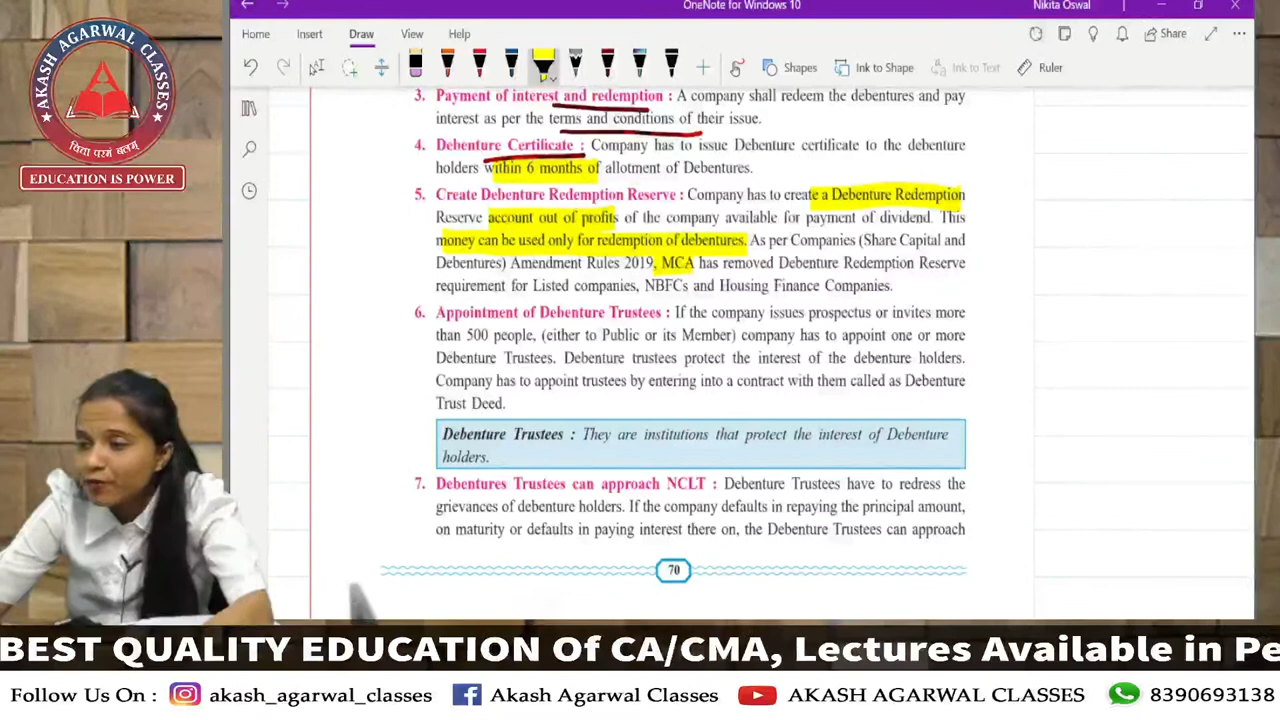 OneNote for Windows 10
Nikita Oswal
Home Insert Draw View Help
Share
Shapes
Ink to Shape
Ink to Text
Ruler
AKASH AGARWAL CLASSES
विद्या परमं बलम्
EDUCATION IS POWER
3. Payment of interest and redemption : A company shall redeem the debentures and pay
interest as per the terms and conditions of their issue.
4. Debenture Certificate : Company has to issue Debenture certificate to the debenture
holders within 6 months of allotment of Debentures.
5. Create Debenture Redemption Reserve : Company has to create a Debenture Redemption
Reserve account out of profits of the company available for payment of dividend. This
money can be used only for redemption of debentures. As per Companies (Share Capital and
Debentures) Amendment Rules 2019, MCA has removed Debenture Redemption Reserve
requirement for Listed companies, NBFCs and Housing Finance Companies.
6. Appointment of Debenture Trustees : If the company issues prospectus or invites more
than 500 people, (either to Public or its Member) company has to appoint one or more
Debenture Trustees. Debenture trustees protect the interest of the debenture holders.
Company has to appoint trustees by entering into a contract with them called as Debenture
Trust Deed.
Debenture Trustees : They are institutions that protect the interest of Debenture
holders.
7. Debentures Trustees can approach NCLT : Debenture Trustees have to redress the
grievances of debenture holders. If the company defaults in repaying the principal amount,
on maturity or defaults in paying interest there on, the Debenture Trustees can approach
70
BEST QUALITY EDUCATION Of CA/CMA, Lectures Available in Pe
Follow Us On : akash_agarwal_classes Akash Agarwal Classes AKASH AGARWAL CLASSES 8390693138